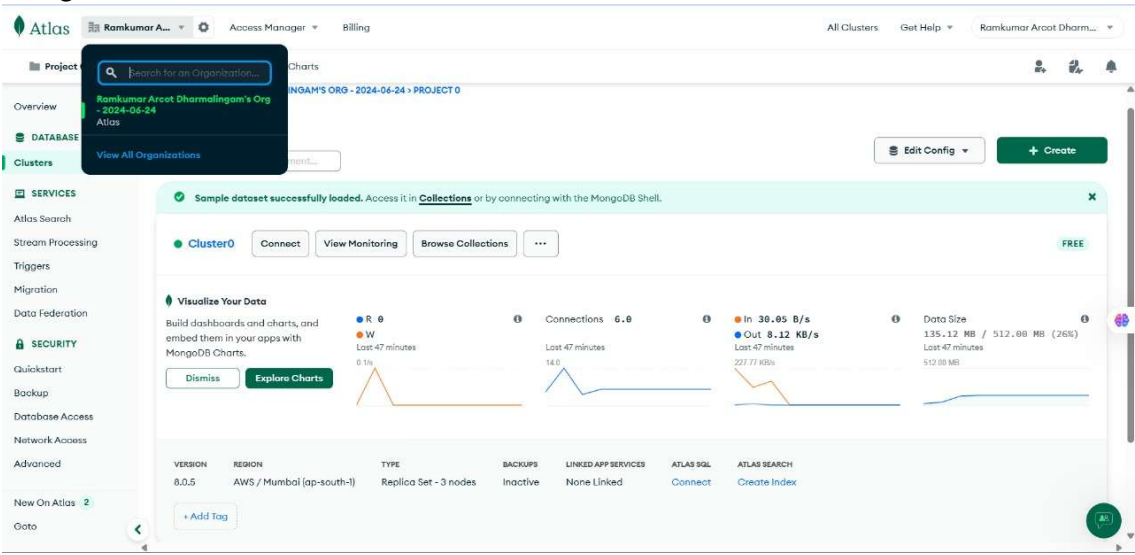 Atlas
Ramkumar A...
Access Manager
Billing
All Clusters
Get Help
Ramkumar Arcot Dharm...
Project
Charts
Search for an Organization...
Ramkumar Arcot Dharmalingam's Org
- 2024-06-24
Atlas
View All Organizations
INGAM'S ORG - 2024-06-24 > PROJECT 0
Overview
DATABASE
Clusters
SERVICES
Atlas Search
Stream Processing
Triggers
Migration
Data Federation
SECURITY
Quickstart
Backup
Database Access
Network Access
Advanced
New On Atlas 2
Goto
ment...
Edit Config
+ Create
Sample dataset successfully loaded. Access it in Collections or by connecting with the MongoDB Shell.
Cluster0
Connect
View Monitoring
Browse Collections
...
FREE
Visualize Your Data
Build dashboards and charts, and
embed them in your apps with
MongoDB Charts.
Dismiss
Explore Charts
R 0
W
Last 47 minutes
0.1/s
Connections 6.0
Last 47 minutes
14.0
In 30.05 B/s
Out 8.12 KB/s
Last 47 minutes
227.77 KB/s
Data Size
135.12 MB / 512.00 MB (26%)
Last 47 minutes
512.00 MB
VERSION
8.0.5
REGION
AWS / Mumbai (ap-south-1)
TYPE
Replica Set - 3 nodes
BACKUPS
Inactive
LINKED APP SERVICES
None Linked
ATLAS SQL
Connect
ATLAS SEARCH
Create Index
+ Add Tag